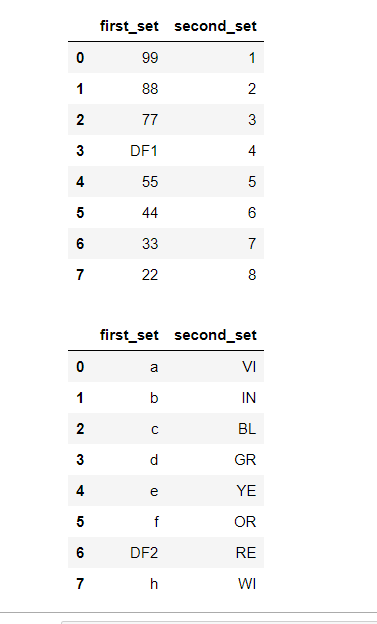 first_set second_set
0 99 1
1 88 2
2 77 3
3 DF1 4
4 55 5
5 44 6
6 33 7
7 22 8
first_set second_set
0 a VI
1 b IN
2 c BL
3 d GR
4 e YE
5 f OR
6 DF2 RE
7 h WI